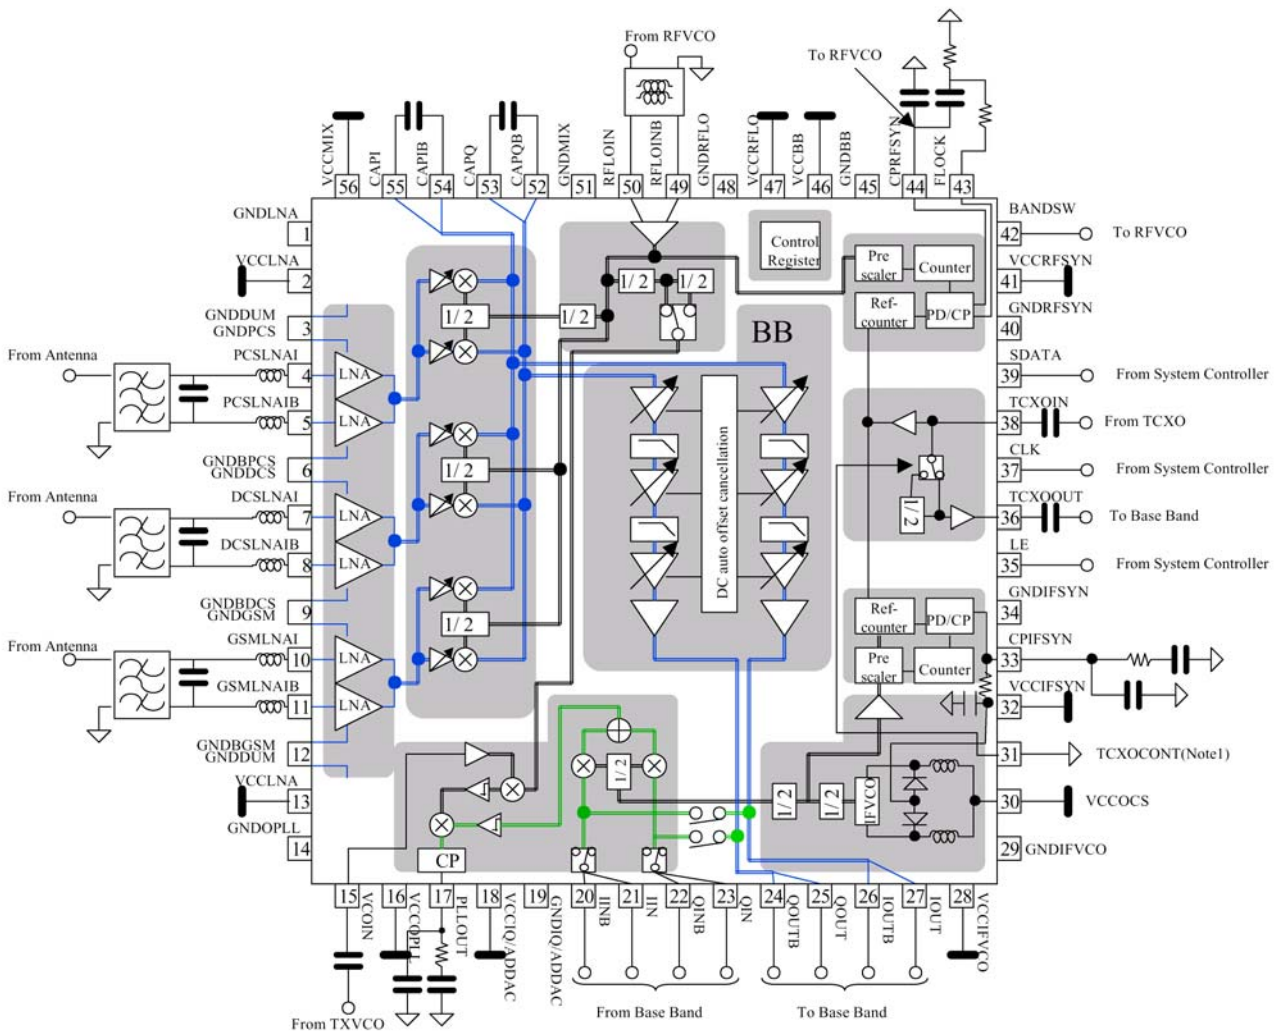 From RFVCO
To RFVCO
VCCMIX
CAPI
CAPIB
CAPQ
CAPQB
GNDMIX
RFLOIN
RFLOINB
GNDRFLO
VCCRFLO
VCCBB
GNDBB
CPRFSYN
FLOCK
56
55
54
53
52
51
50
49
48
47
46
45
44
43
GNDLNA
1
VCCLNA
2
GNDDUM
3
GNDPCS
From Antenna
PCSLNAI
4
PCSLNAIB
5
GNDBPCS
6
GNDDCS
From Antenna
DCSLNAI
7
DCSLNAIB
8
GNDBDCS
9
GNDGSM
From Antenna
GSMLNAI
10
GSMLNAIB
11
GNDBGSM
12
GNDDUM
VCCLNA
13
GNDOPLL
14
LNA
LNA
LNA
LNA
LNA
LNA
1/ 2
1/ 2
1/ 2
1/ 2
1/ 2
1/ 2
Control
Register
BB
DC auto offset cancellation
Pre
scaler
Counter
Ref-
counter
PD/CP
1/ 2
Ref-
counter
PD/CP
Pre
scaler
Counter
1/ 2
1/ 2
1/ 2
IFVCO
CP
BANDSW
42
To RFVCO
41
VCCRFSYN
GNDRFSYN
40
SDATA
39
From System Controller
TCXOIN
38
From TCXO
CLK
37
From System Controller
TCXOOUT
36
To Base Band
LE
35
From System Controller
GNDIFSYN
34
CPIFSYN
33
VCCIFSYN
32
31
TCXOCONT(Note1)
30
VCCOCS
29
GNDIFVCO
15
16
17
18
19
20
21
22
23
24
25
26
27
28
VCOIN
VCCOPLL
PLLOUT
VCCIQ/ADDAC
GNDIQ/ADDAC
IINB
IIN
QINB
QIN
QOUTB
QOUT
IOUTB
IOUT
VCCIFVCO
From TXVCO
From Base Band
To Base Band